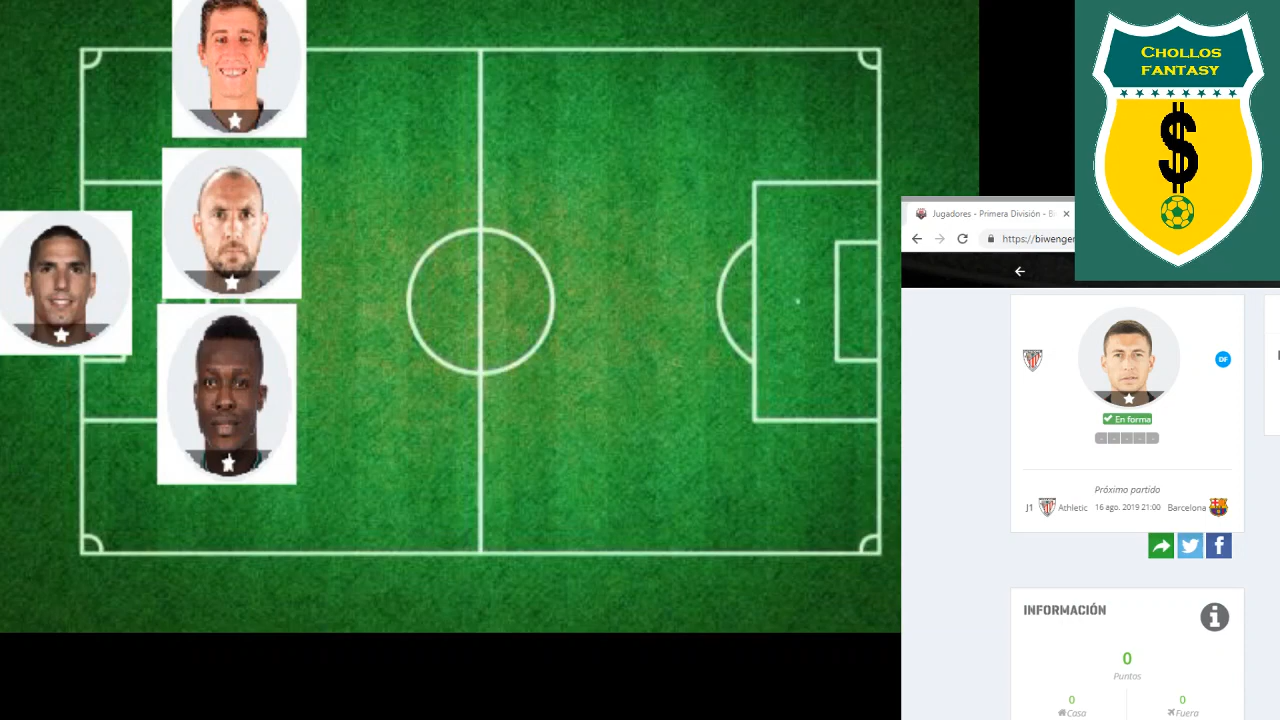 CHOLLOS
FANTASY
$
Jugadores - Primera División - Bi
https://biwenger
DF
En forma
- - - - -
Próximo partido
J1 Athletic 16 ago. 2019 21:00 Barcelona
INFORMACIÓN
0
Puntos
0 0
Casa Fuera